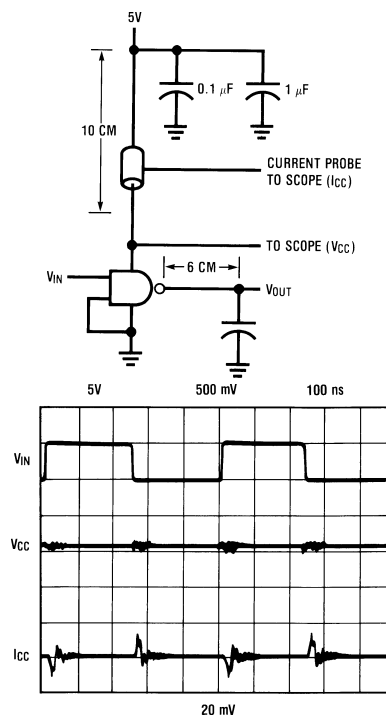 5V
0.1 μF
1 μF
10 CM
CURRENT PROBE
TO SCOPE (ICC)
TO SCOPE (VCC)
VIN
6 CM
VOUT
5V 500 mV 100 ns
VIN
VCC
ICC
20 mV